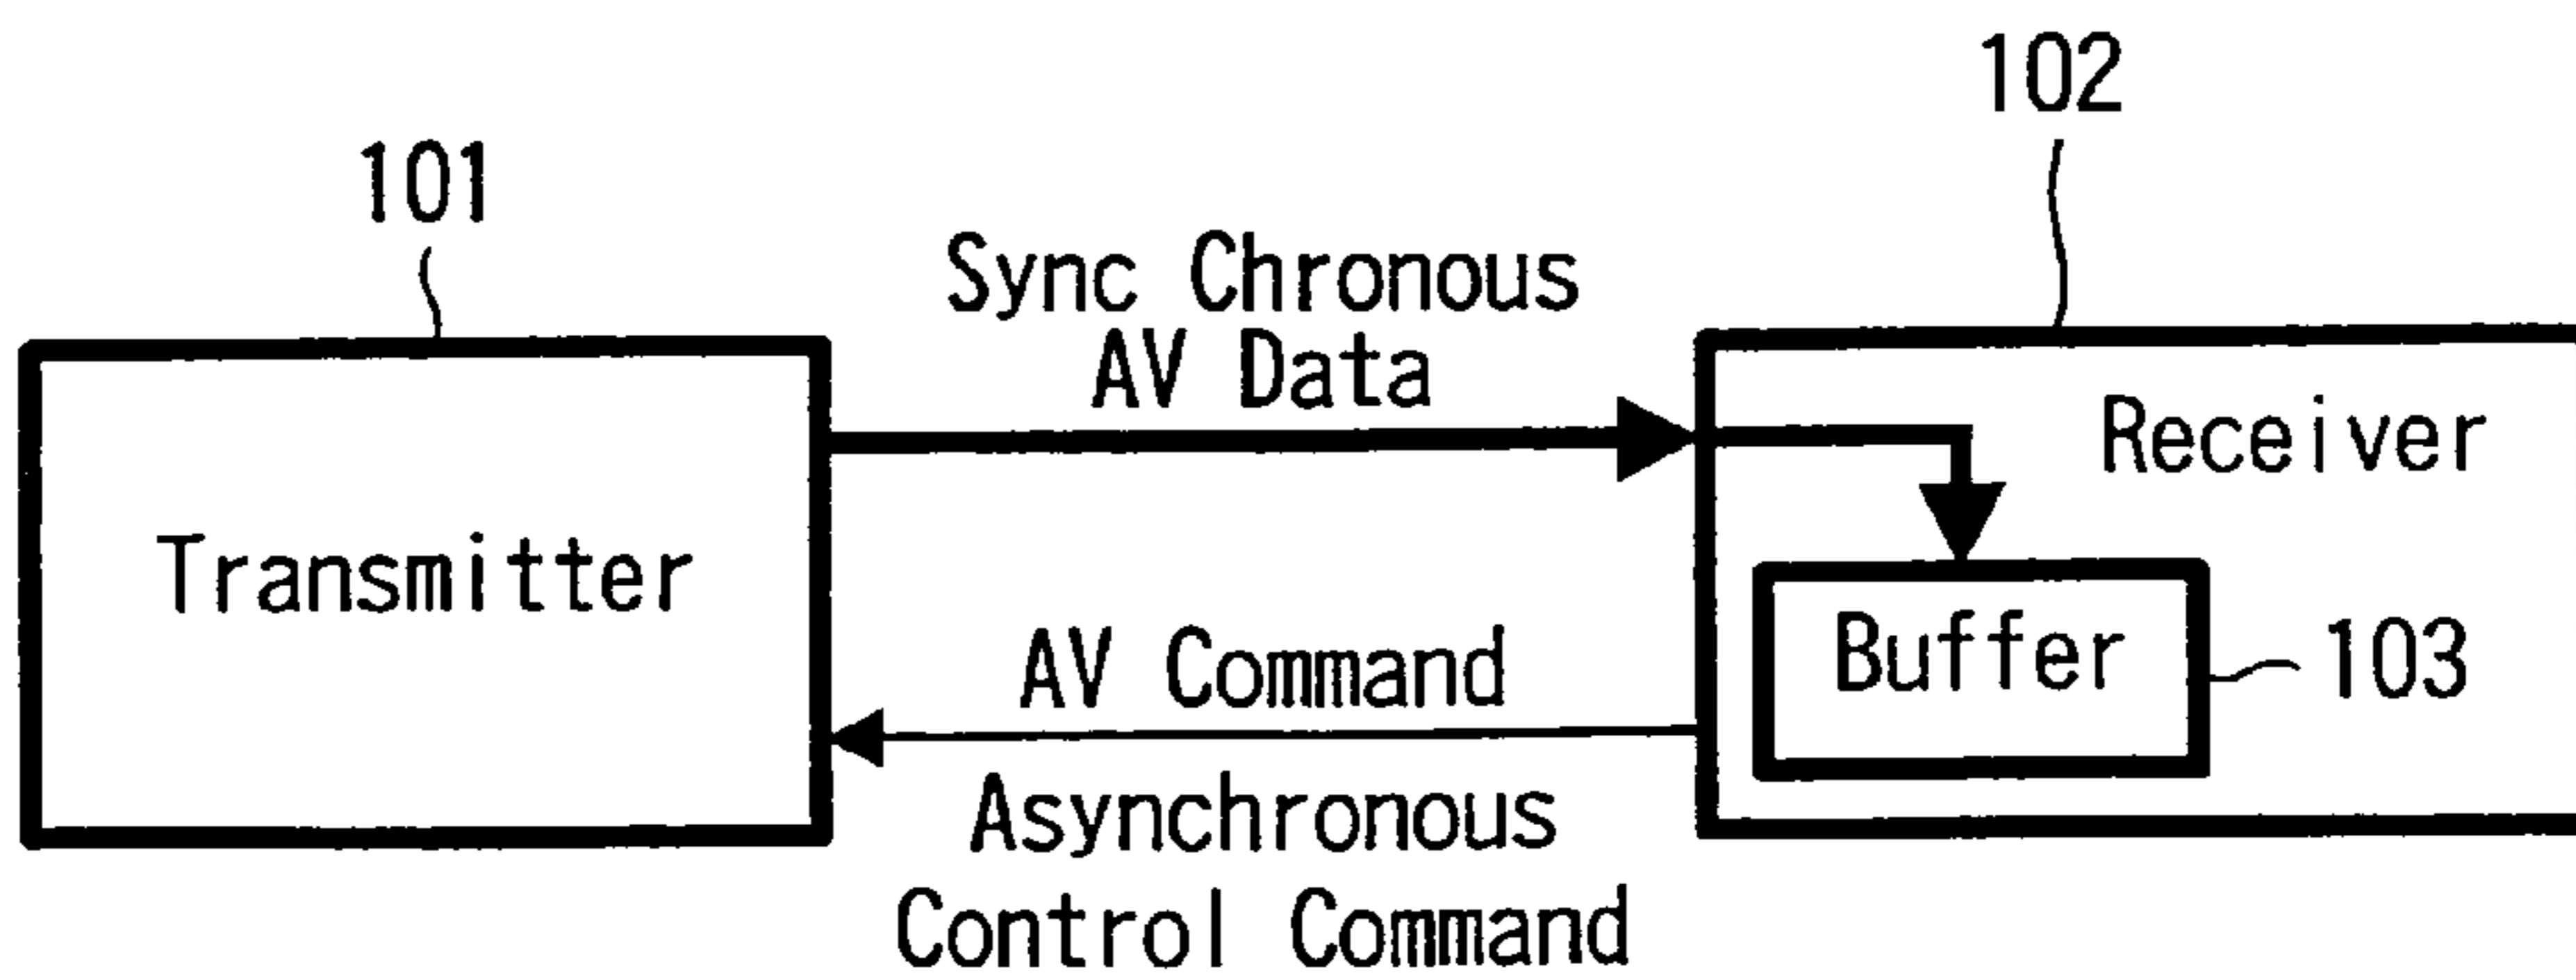 101
102
Sync Chronous
AV Data
Receiver
Transmitter
Buffer
103
AV Command
Asynchronous
Control Command